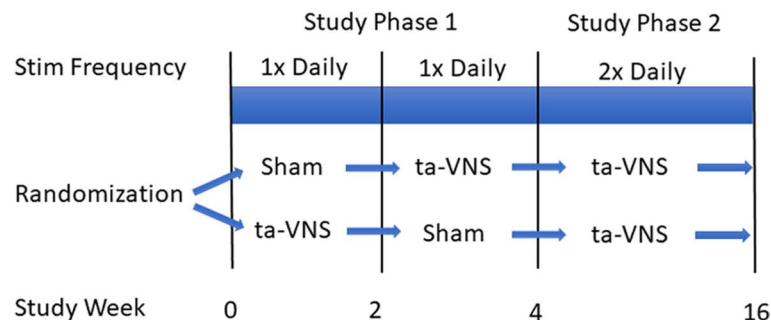 Study Phase 1 Study Phase 2
Stim Frequency 1x Daily 1x Daily 2x Daily
Sham ta-VNS ta-VNS
Randomization
ta-VNS Sham ta-VNS
Study Week 0 2 4 16